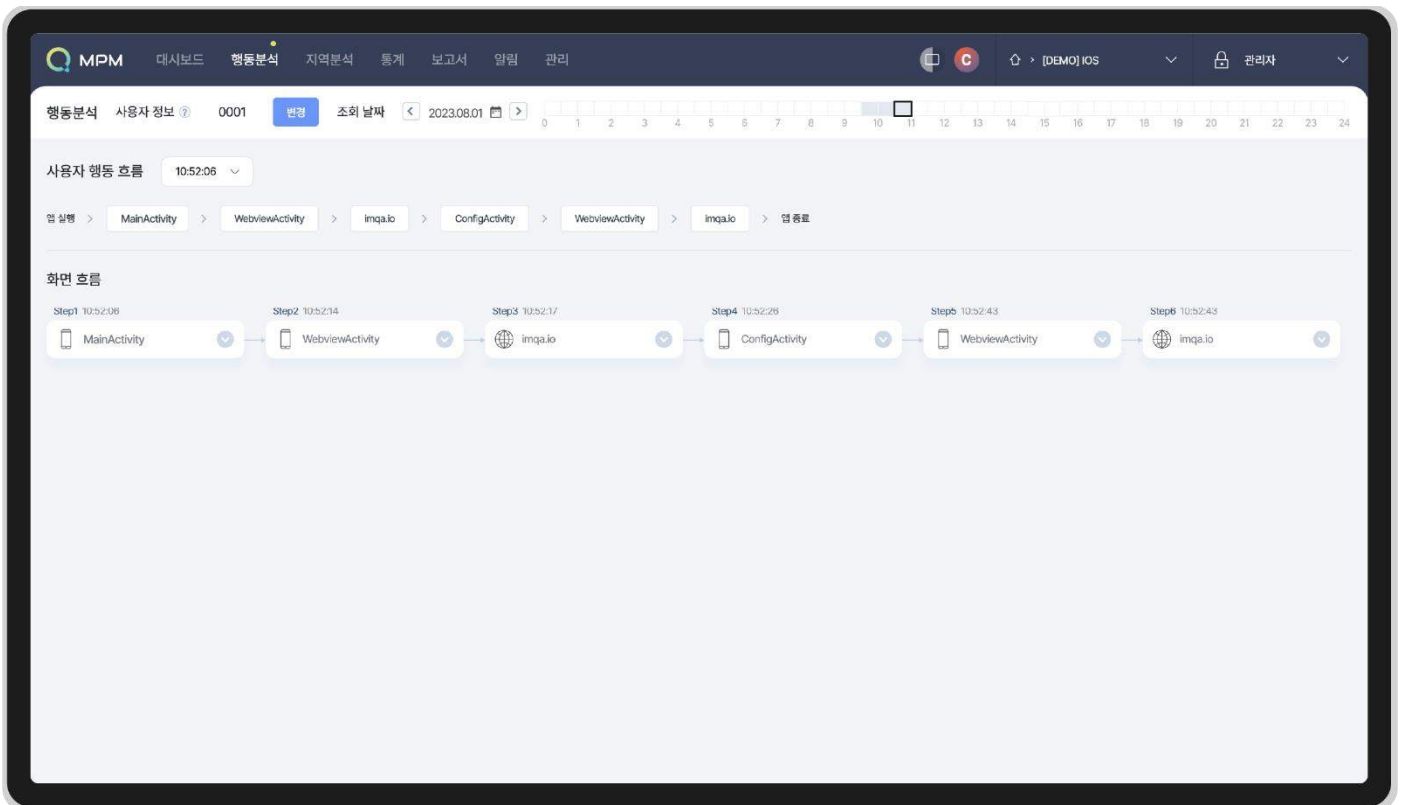 MPM 대시보드 행동분석 지역분석 통계 보고서 알림 관리 C [DEMO] IOS 관리자
행동분석 사용자 정보 ? 0001 변경 조회 날짜 < 2023.08.01 >
0 1 2 3 4 5 6 7 8 9 10 11 12 13 14 15 16 17 18 19 20 21 22 23 24
사용자 행동 흐름 10:52:06
앱 실행 > MainActivity > WebviewActivity > imqa.io > ConfigActivity > WebviewActivity > imqa.io > 앱 종료
화면 흐름
Step1 10:52:06 Step2 10:52:14 Step3 10:52:17 Step4 10:52:26 Step5 10:52:43 Step6 10:52:43
MainActivity WebviewActivity imqa.io ConfigActivity WebviewActivity imqa.io